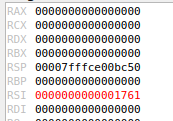 RAX 0000000000000000
RCX 0000000000000000
RDX 0000000000000000
RBX 0000000000000000
RSP 00007fffce00bc50
RBP 0000000000000000
RSI 0000000000001761
RDI 0000000000000000